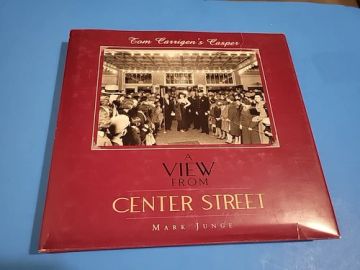 Tom Carrigen's Casper
A
VIEW
FROM
CENTER STREET
MARK JUNGE